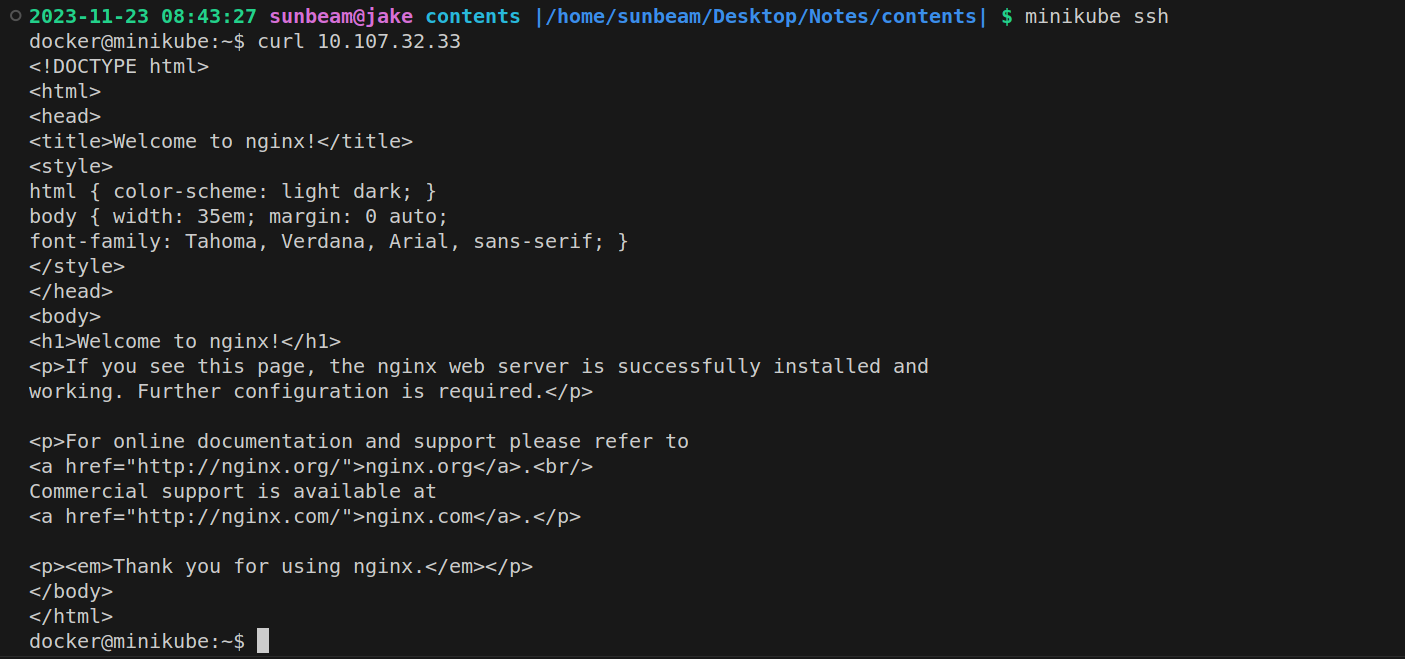 2023-11-23 08:43:27 sunbeam@jake contents |/home/sunbeam/Desktop/Notes/contents| $ minikube ssh
docker@minikube:~$ curl 10.107.32.33
<!DOCTYPE html>
<html>
<head>
<title>Welcome to nginx!</title>
<style>
html { color-scheme: light dark; }
body { width: 35em; margin: 0 auto;
font-family: Tahoma, Verdana, Arial, sans-serif; }
</style>
</head>
<body>
<h1>Welcome to nginx!</h1>
<p>If you see this page, the nginx web server is successfully installed and
working. Further configuration is required.</p>

<p>For online documentation and support please refer to
<a href="http://nginx.org/">nginx.org</a>.<br/>
Commercial support is available at
<a href="http://nginx.com/">nginx.com</a>.</p>

<p><em>Thank you for using nginx.</em></p>
</body>
</html>
docker@minikube:~$